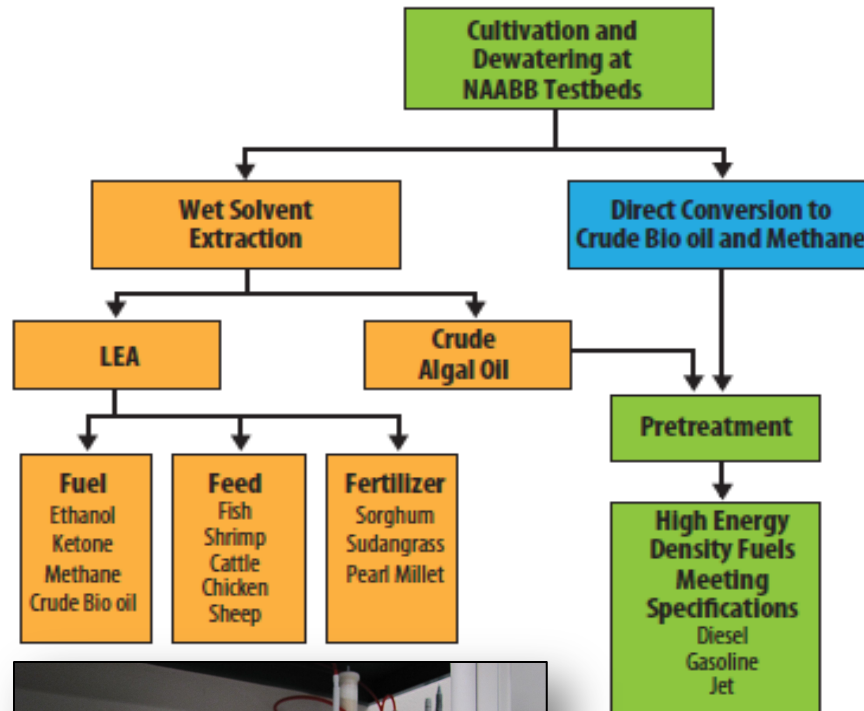 Cultivation and
Dewatering at
NAABB Testbeds
Wet Solvent
Extraction
Direct Conversion to
Crude Bio oil and Methane
LEA
Crude
Algal Oil
Pretreatment
Fuel
Ethanol
Ketone
Methane
Crude Bio oil
Feed
Fish
Shrimp
Cattle
Chicken
Sheep
Fertilizer
Sorghum
Sudangrass
Pearl Millet
High Energy
Density Fuels
Meeting
Specifications
Diesel
Gasoline
Jet